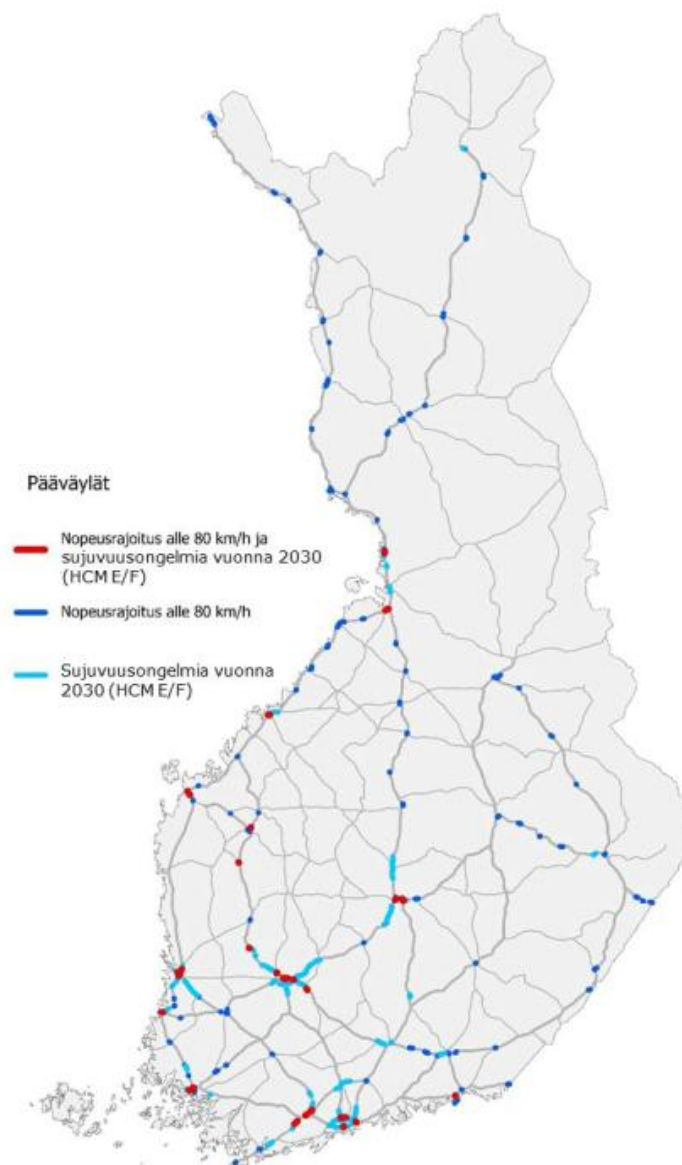 Pääväylät
Nopeusrajoitus alle 80 km/h ja
sujuvuusongelmia vuonna 2030
(HCM E/F)
Nopeusrajoitus alle 80 km/h
Sujuvuusongelmia vuonna
2030 (HCM E/F)